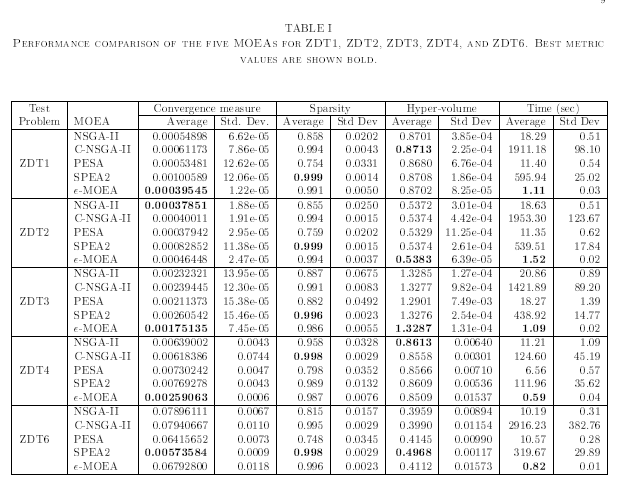 9
TABLE I
Performance comparison of the five MOEAs for ZDT1, ZDT2, ZDT3, ZDT4, and ZDT6. Best metric
values are shown bold.
Test Convergence measure Sparsity Hyper-volume Time (sec)
Problem MOEA Average Std. Dev. Average Std Dev Average Std Dev Average Std Dev
NSGA-II 0.00054898 6.62e-05 0.858 0.0202 0.8701 3.85e-04 18.29 0.51
C-NSGA-II 0.00061173 7.86e-05 0.994 0.0043 0.8713 2.25e-04 1911.18 98.10
ZDT1 PESA 0.00053481 12.62e-05 0.754 0.0331 0.8680 6.76e-04 11.40 0.54
SPEA2 0.00100589 12.06e-05 0.999 0.0014 0.8708 1.86e-04 595.94 25.02
ϵ-MOEA 0.00039545 1.22e-05 0.991 0.0050 0.8702 8.25e-05 1.11 0.03
NSGA-II 0.00037851 1.88e-05 0.855 0.0250 0.5372 3.01e-04 18.63 0.51
C-NSGA-II 0.00040011 1.91e-05 0.994 0.0015 0.5374 4.42e-04 1953.30 123.67
ZDT2 PESA 0.00037942 2.95e-05 0.759 0.0202 0.5329 11.25e-04 11.35 0.62
SPEA2 0.00082852 11.38e-05 0.999 0.0015 0.5374 2.61e-04 539.51 17.84
ϵ-MOEA 0.00046448 2.47e-05 0.994 0.0037 0.5383 6.39e-05 1.52 0.02
NSGA-II 0.00232321 13.95e-05 0.887 0.0675 1.3285 1.27e-04 20.86 0.89
C-NSGA-II 0.00239445 12.30e-05 0.991 0.0083 1.3277 9.82e-04 1421.89 89.20
ZDT3 PESA 0.00211373 15.38e-05 0.882 0.0492 1.2901 7.49e-03 18.27 1.39
SPEA2 0.00260542 15.46e-05 0.996 0.0023 1.3276 2.54e-04 438.92 14.77
ϵ-MOEA 0.00175135 7.45e-05 0.986 0.0055 1.3287 1.31e-04 1.09 0.02
NSGA-II 0.00639002 0.0043 0.958 0.0328 0.8613 0.00640 11.21 1.09
C-NSGA-II 0.00618386 0.0744 0.998 0.0029 0.8558 0.00301 124.60 45.19
ZDT4 PESA 0.00730242 0.0047 0.798 0.0352 0.8566 0.00710 6.56 0.57
SPEA2 0.00769278 0.0043 0.989 0.0132 0.8609 0.00536 111.96 35.62
ϵ-MOEA 0.00259063 0.0006 0.987 0.0076 0.8509 0.01537 0.59 0.04
NSGA-II 0.07896111 0.0067 0.815 0.0157 0.3959 0.00894 10.19 0.31
C-NSGA-II 0.07940667 0.0110 0.995 0.0029 0.3990 0.01154 2916.23 382.76
ZDT6 PESA 0.06415652 0.0073 0.748 0.0345 0.4145 0.00990 10.57 0.28
SPEA2 0.00573584 0.0009 0.998 0.0029 0.4968 0.00117 319.67 29.89
ϵ-MOEA 0.06792800 0.0118 0.996 0.0023 0.4112 0.01573 0.82 0.01